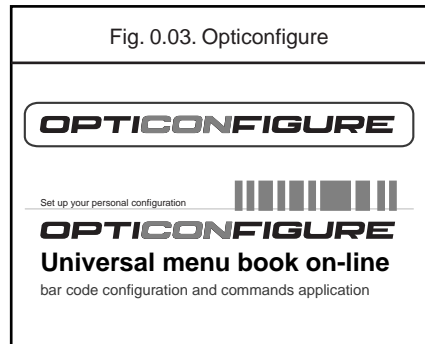 Fig. 0.03. Opticonfigure
OPTICONFIGURE
Set up your personal configuration
OPTICONFIGURE
Universal menu book on-line
bar code configuration and commands application